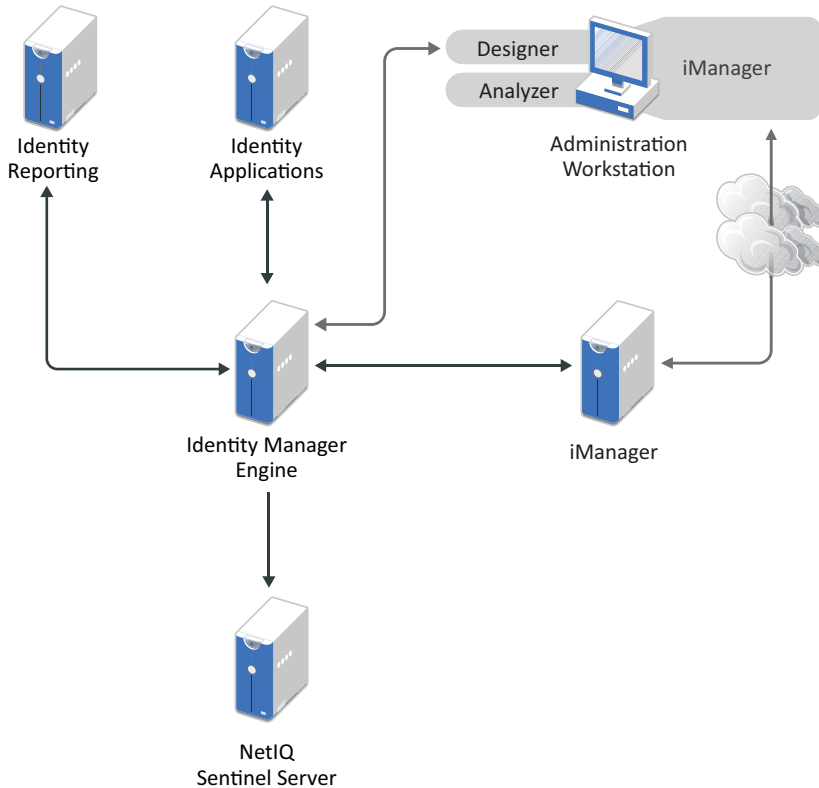 Designer
Analyzer
iManager
Identity
Reporting
Identity
Applications
Administration
Workstation
Identity Manager
Engine
iManager
NetIQ
Sentinel Server